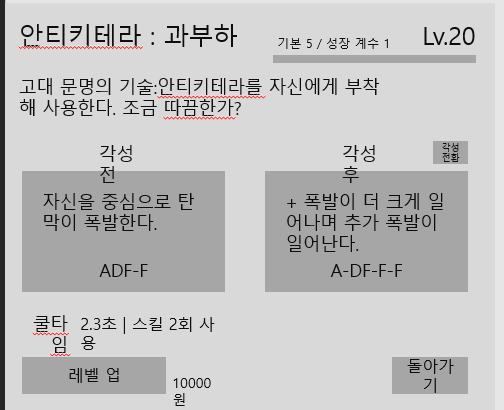 안티키테라 : 과부하
기본 5 / 성장 계수 1
Lv.20
고대 문명의 기술:안티키테라를 자신에게 부착
해 사용한다. 조금 따끔한가?
각성
전
자신을 중심으로 탄
막이 폭발한다.
ADF-F
각성
후
각성
전환
+ 폭발이 더 크게 일
어나며 추가 폭발이
일어난다.
A-DF-F-F
쿨타
임
2.3초 | 스킬 2회 사
용
레벨 업
10000
원
돌아가
기